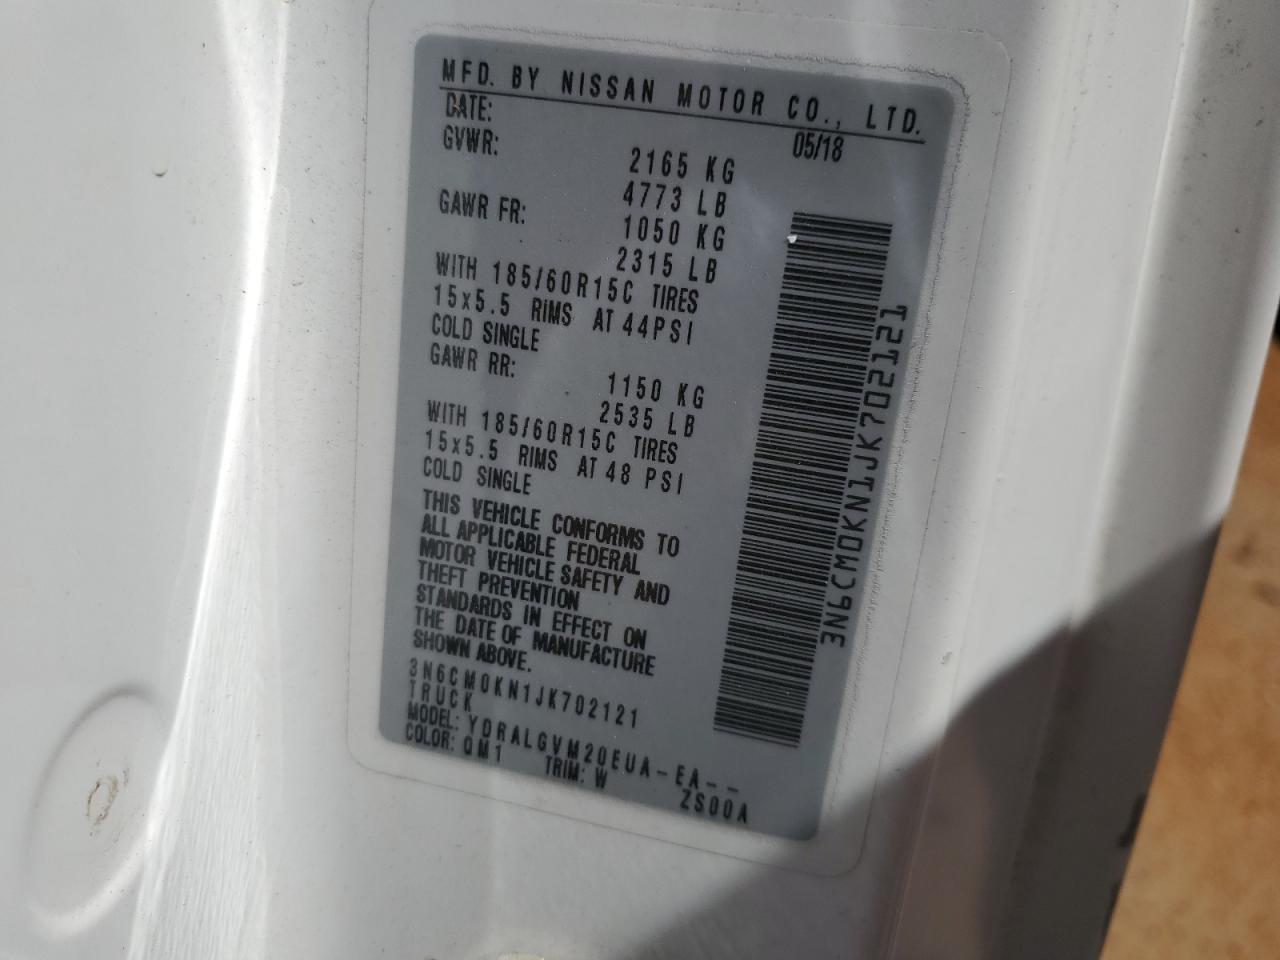 MFD. BY NISSAN MOTOR CO., LTD.
DATE: 05/18
GVWR: 2165 KG
4773 LB
GAWR FR: 1050 KG
2315 LB
WITH 185/60R15C TIRES
15x5.5 RIMS AT 44PSI
COLD SINGLE
GAWR RR: 1150 KG
2535 LB
WITH 185/60R15C TIRES
15x5.5 RIMS AT 48 PSI
COLD SINGLE
THIS VEHICLE CONFORMS TO
ALL APPLICABLE FEDERAL
MOTOR VEHICLE SAFETY AND
THEFT PREVENTION
STANDARDS IN EFFECT ON
THE DATE OF MANUFACTURE
SHOWN ABOVE.
3N6CM0KN1JK702121
TRUCK
MODEL: YDRALGVM20EUA-EA--
COLOR: QM1 TRIM: W ZS00A
3N6CM0KN1JK702121